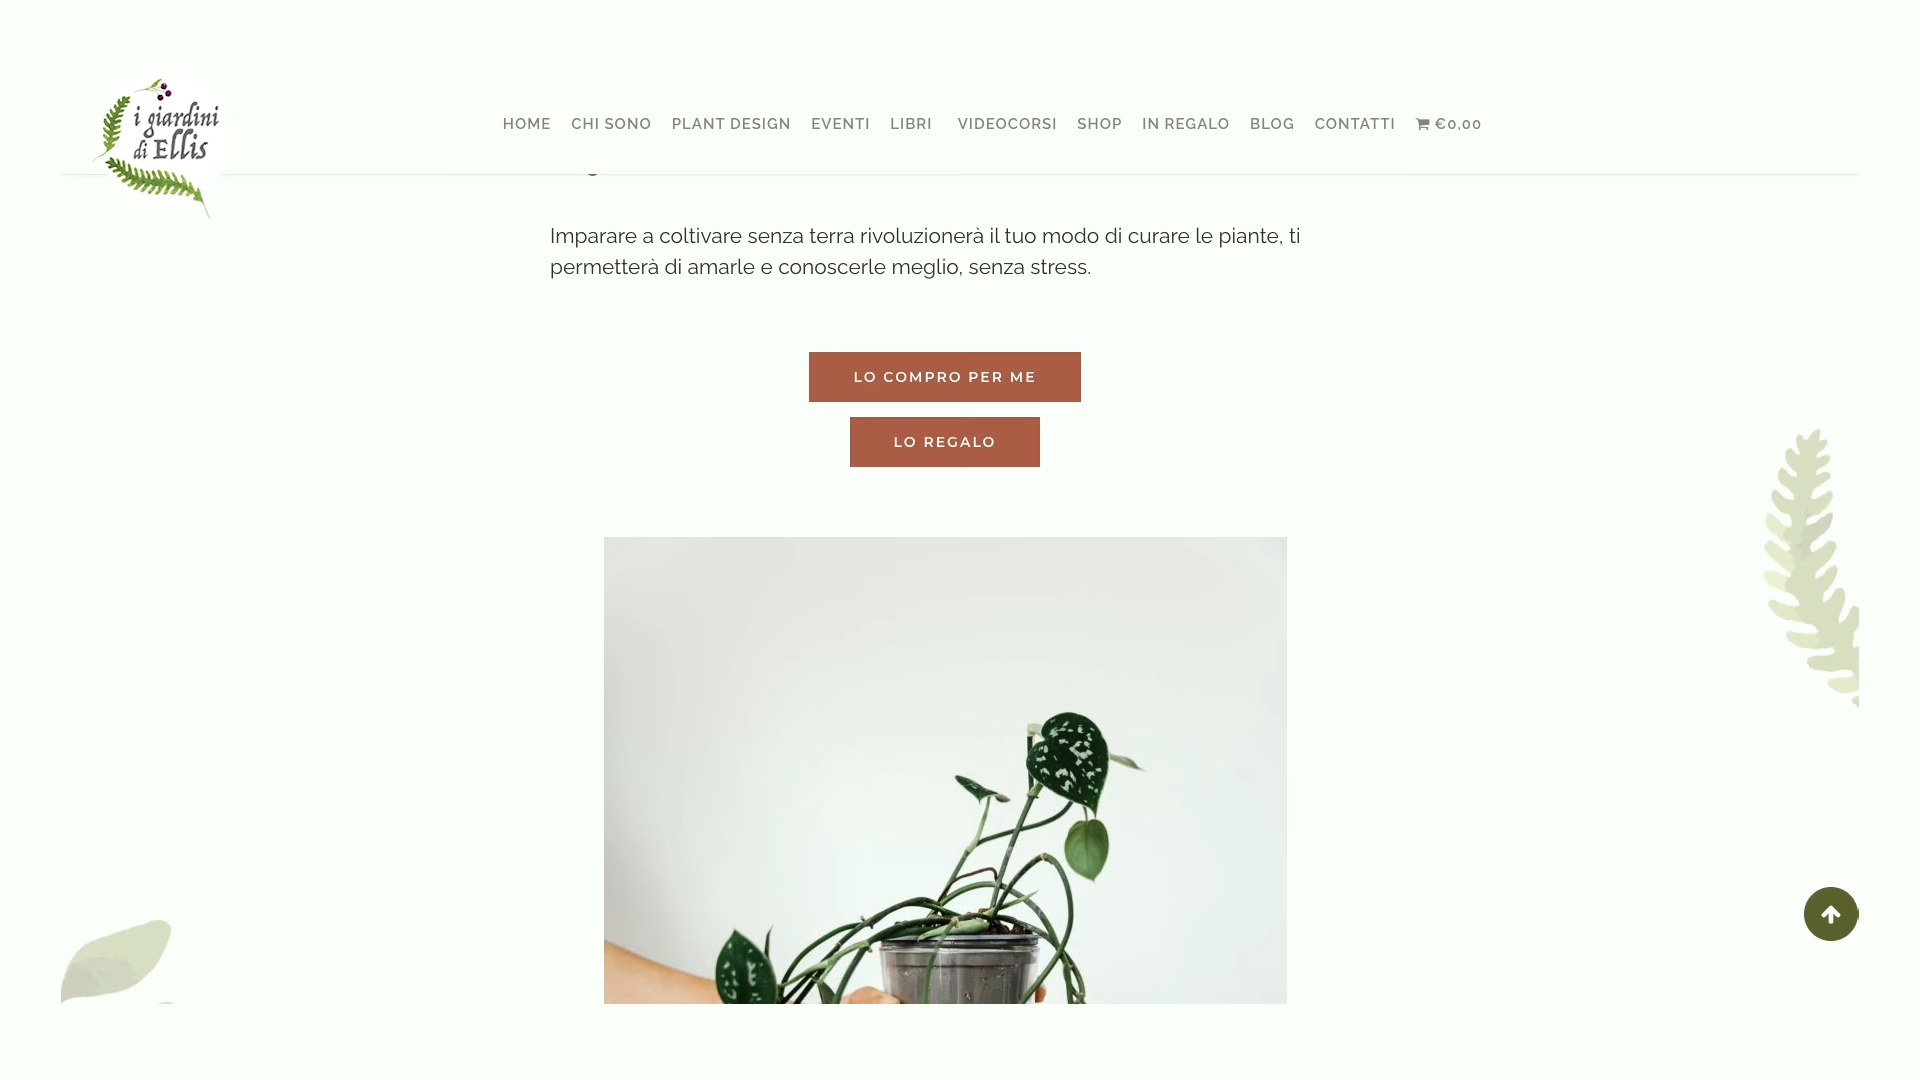 i giardini
di Ellis
HOME CHI SONO PLANT DESIGN EVENTI LIBRI VIDEOCORSI SHOP IN REGALO BLOG CONTATTI €0,00
Imparare a coltivare senza terra rivoluzionerà il tuo modo di curare le piante, ti
permetterà di amarle e conoscerle meglio, senza stress.
LO COMPRO PER ME
LO REGALO